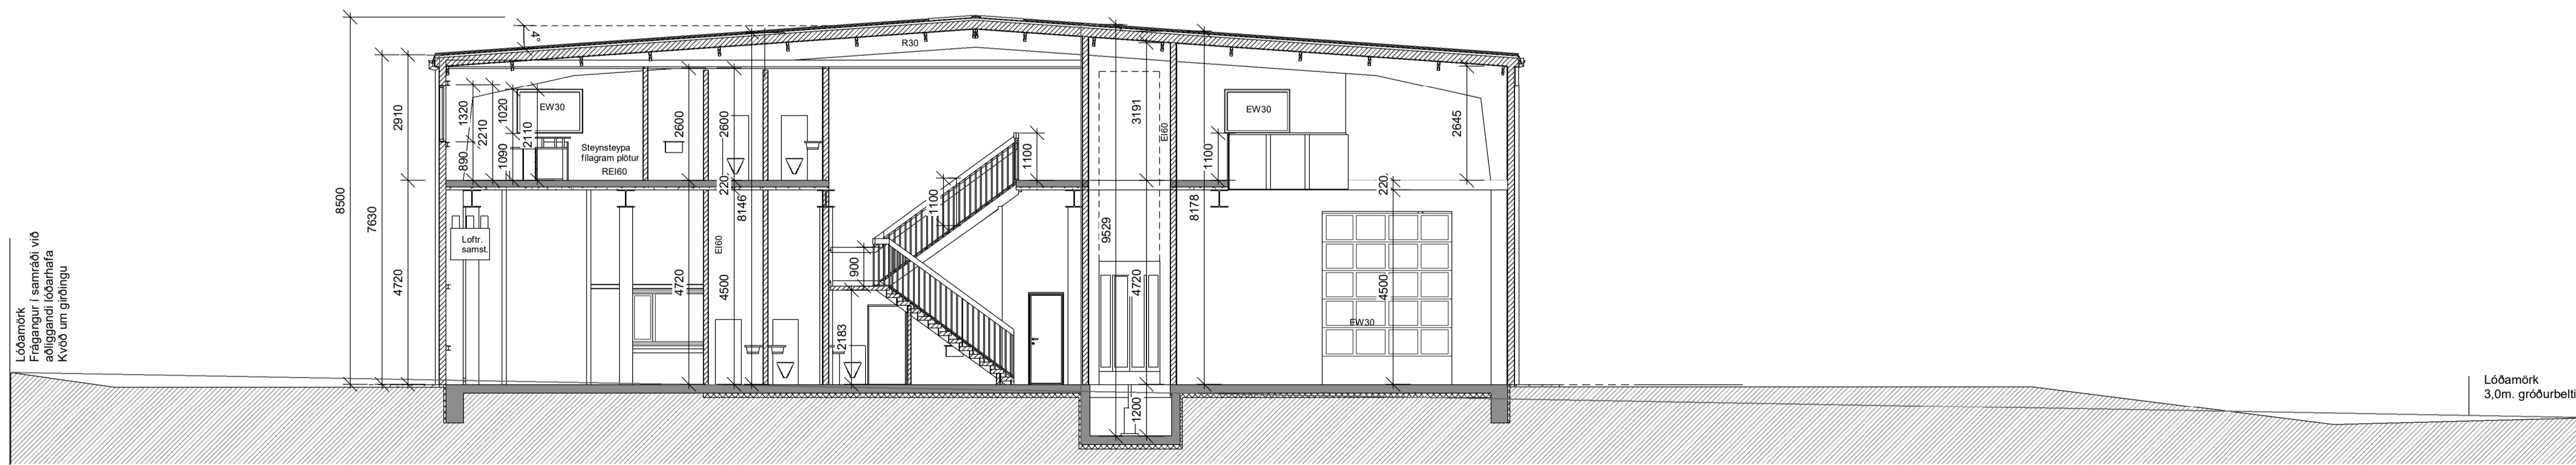 4°
R30
8500
7630
2910
4720
1320
890
2210
1020
1090
2110
EW30
Steynsteypa
fílagram plötur
REI60
2600
2600
220
8146
EI60
4720
4500
Loftr.
samst.
2183
900
1100
1100
9529
3191
EI60
4720
1200
8178
1100
EW30
2645
220
4500
EW30
Lóðamörk
Frágangur í samráði við
aðliggandi lóðarhafa
Kvöð um girðingu
Lóðamörk
3,0m. gróðurbelti